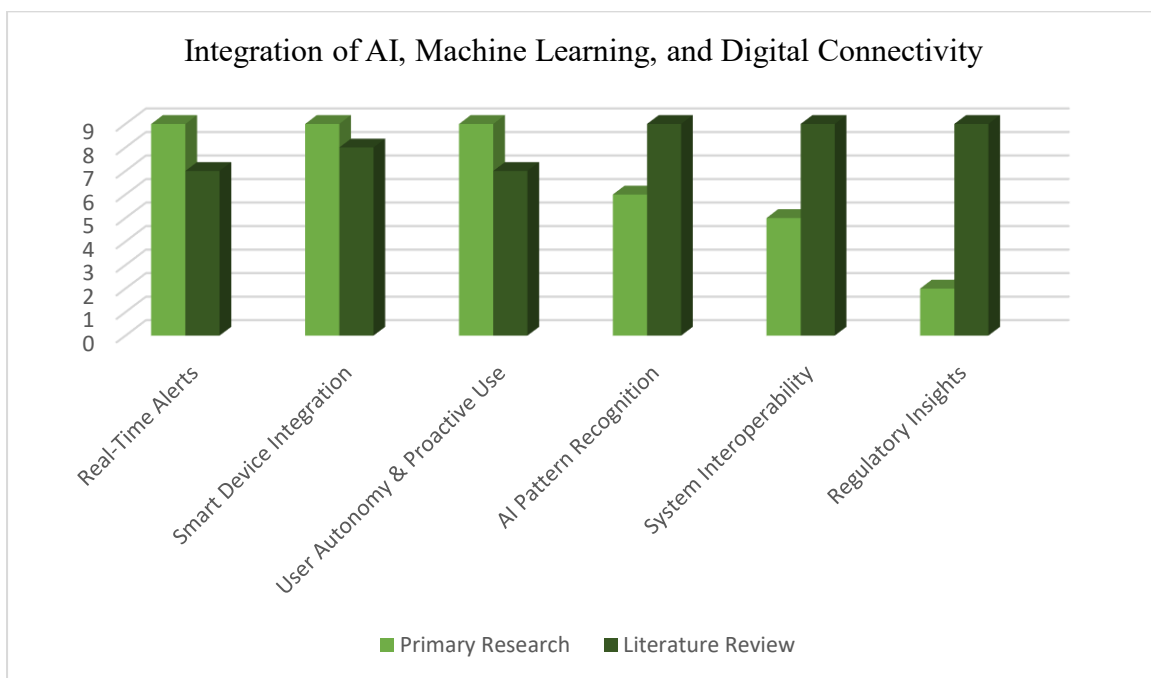 Integration of AI, Machine Learning, and Digital Connectivity
9
8
7
6
5
4
3
2
1
0
Real-Time Alerts
Smart Device Integration
User Autonomy & Proactive Use
AI Pattern Recognition
System Interoperability
Regulatory Insights
Primary Research
Literature Review